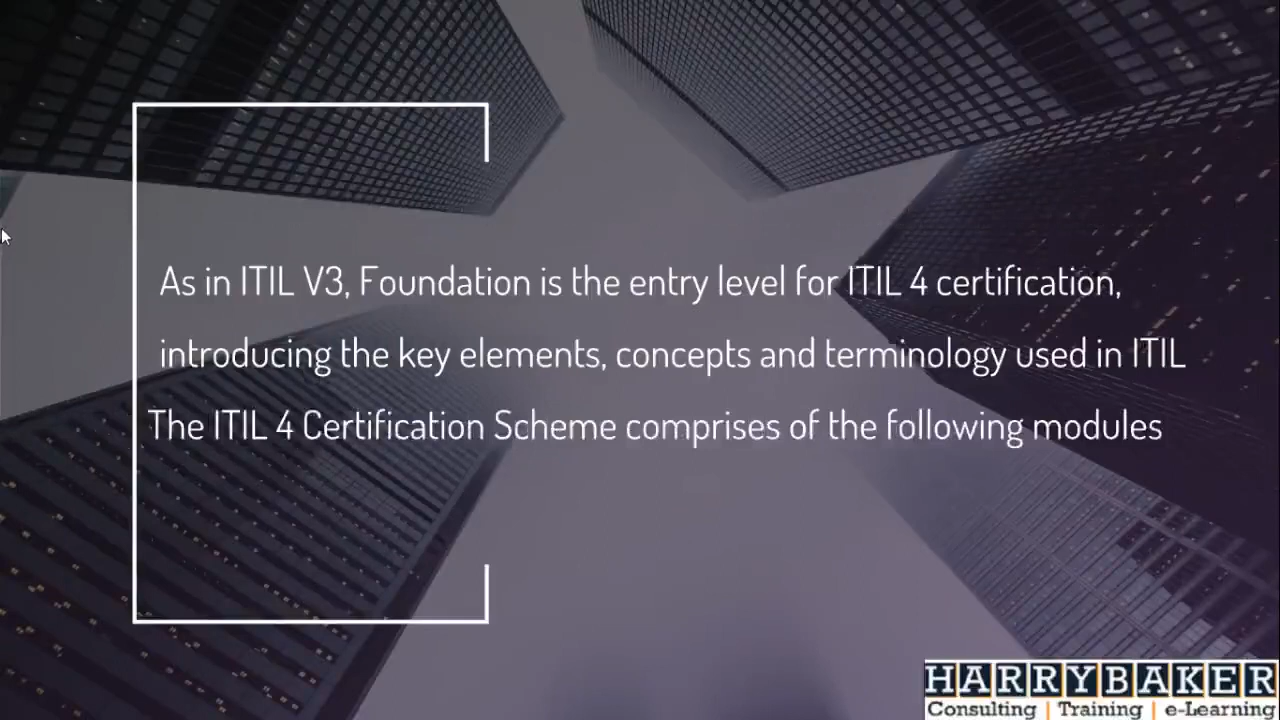 As in ITIL V3, Foundation is the entry level for ITIL 4 certification,
introducing the key elements, concepts and terminology used in ITIL
The ITIL 4 Certification Scheme comprises of the following modules
HARRYBAKER
Consulting | Training | e-Learning